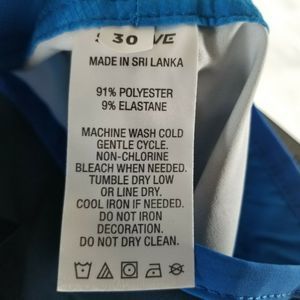 30
MADE IN SRI LANKA
91% POLYESTER
9% ELASTANE
MACHINE WASH COLD
GENTLE CYCLE.
NON-CHLORINE
BLEACH WHEN NEEDED.
TUMBLE DRY LOW
OR LINE DRY.
COOL IRON IF NEEDED.
DO NOT IRON
DECORATION.
DO NOT DRY CLEAN.